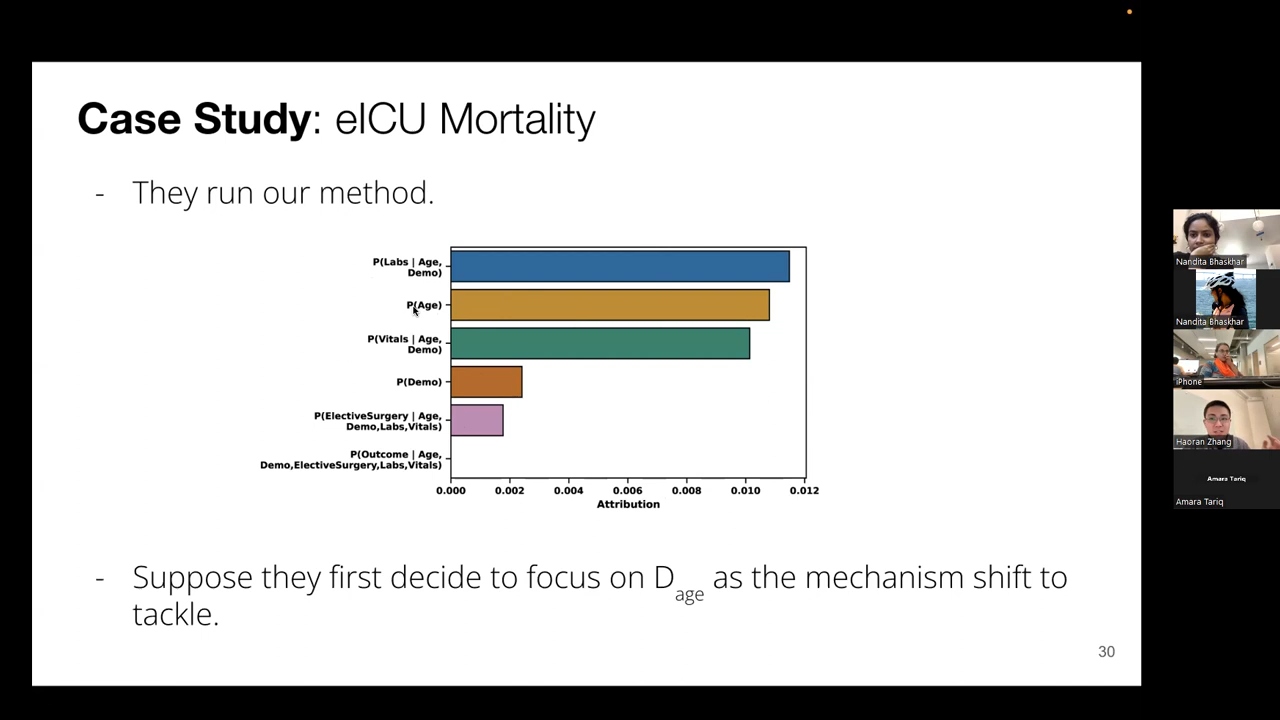 Case Study: eICU Mortality
- They run our method.
P(Labs | Age,
Demo)
P(Age)
P(Vitals | Age,
Demo)
P(Demo)
P(ElectiveSurgery | Age,
Demo,Labs,Vitals)
P(Outcome | Age,
Demo,ElectiveSurgery,Labs,Vitals)
0.000 0.002 0.004 0.006 0.008 0.010 0.012
Attribution
- Suppose they first decide to focus on Dage as the mechanism shift to
tackle.
30
Nandita Bhaskhar
Nandita Bhaskhar
iPhone
Haoran Zhang
Amara Tariq
Amara Tariq